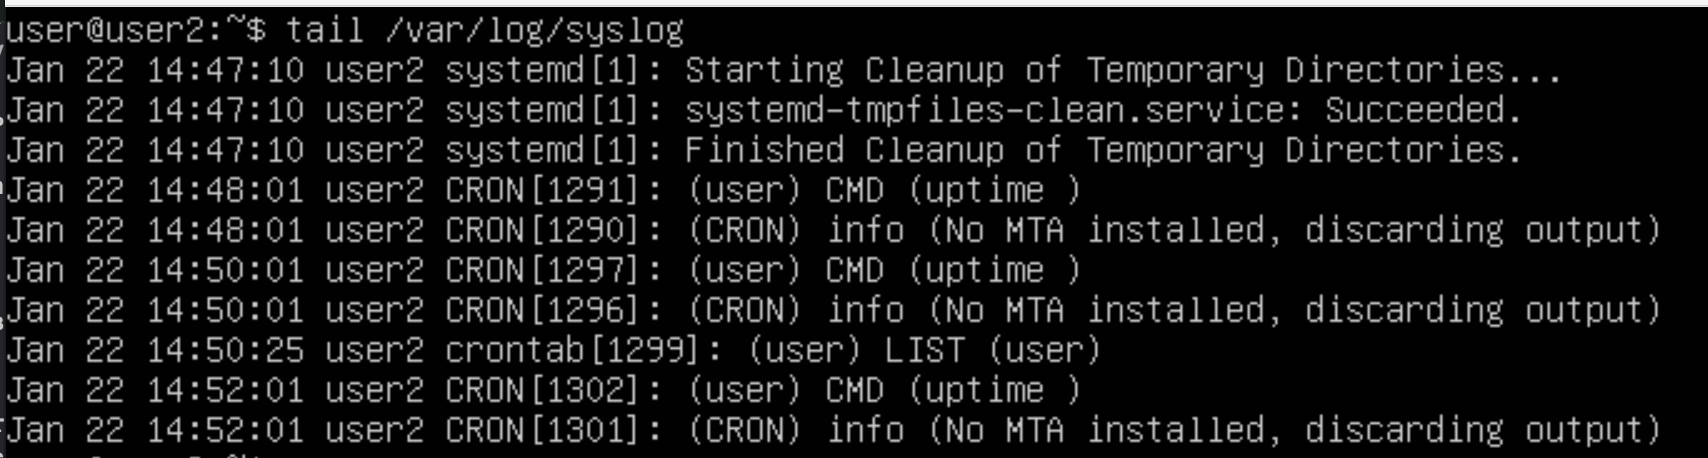 user@user2:~$ tail /var/log/syslog
Jan 22 14:47:10 user2 systemd[1]: Starting Cleanup of Temporary Directories...
Jan 22 14:47:10 user2 systemd[1]: systemd-tmpfiles-clean.service: Succeeded.
Jan 22 14:47:10 user2 systemd[1]: Finished Cleanup of Temporary Directories.
Jan 22 14:48:01 user2 CRON[1291]: (user) CMD (uptime )
Jan 22 14:48:01 user2 CRON[1290]: (CRON) info (No MTA installed, discarding output)
Jan 22 14:50:01 user2 CRON[1297]: (user) CMD (uptime )
Jan 22 14:50:01 user2 CRON[1296]: (CRON) info (No MTA installed, discarding output)
Jan 22 14:50:25 user2 crontab[1299]: (user) LIST (user)
Jan 22 14:52:01 user2 CRON[1302]: (user) CMD (uptime )
Jan 22 14:52:01 user2 CRON[1301]: (CRON) info (No MTA installed, discarding output)